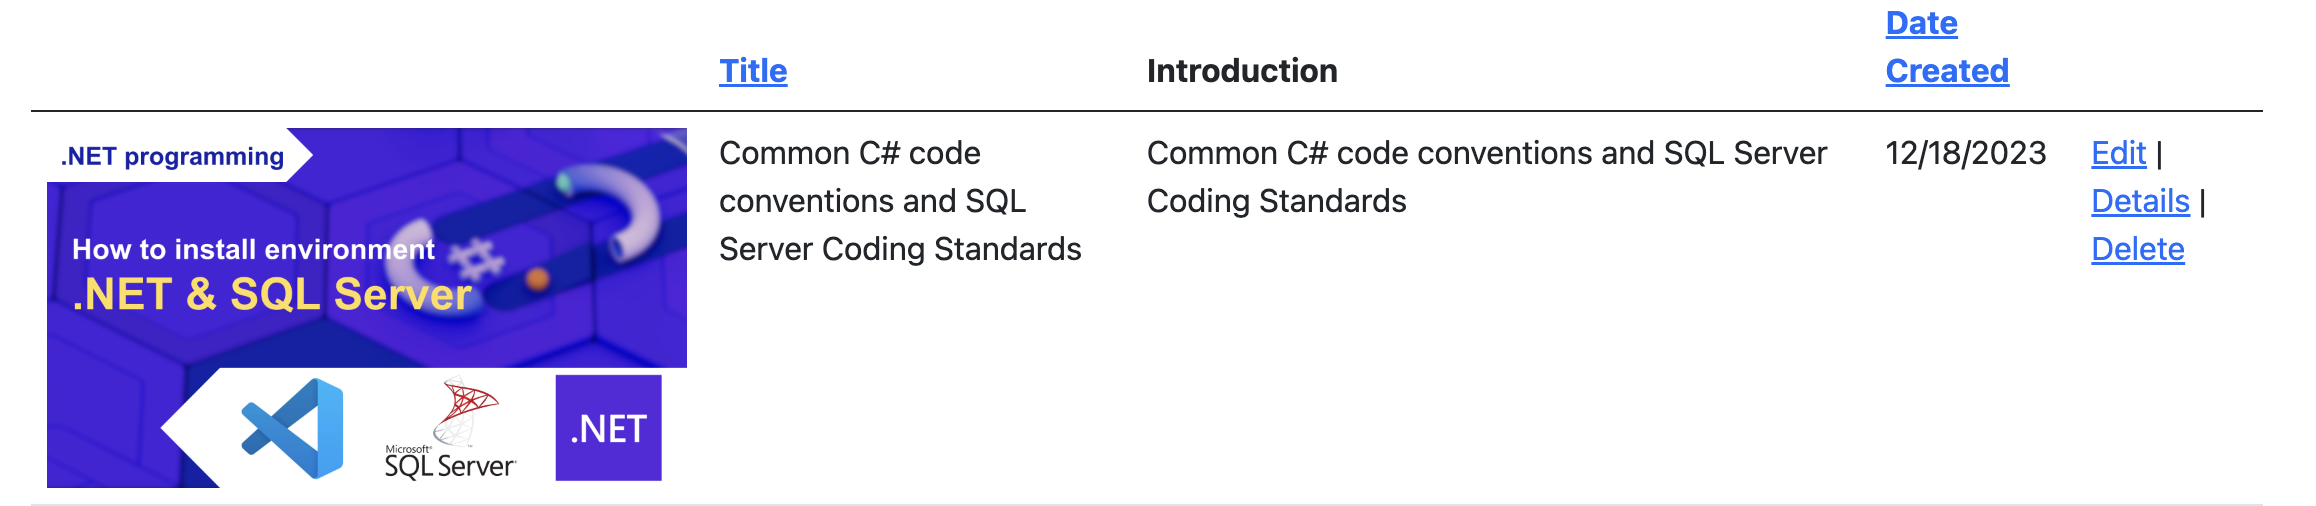 Title
Introduction
Date
Created
.NET programming
How to install environment
.NET & SQL Server
Microsoft®
SQL Server
.NET
Common C# code
conventions and SQL
Server Coding Standards
Common C# code conventions and SQL Server
Coding Standards
12/18/2023
Edit |
Details |
Delete